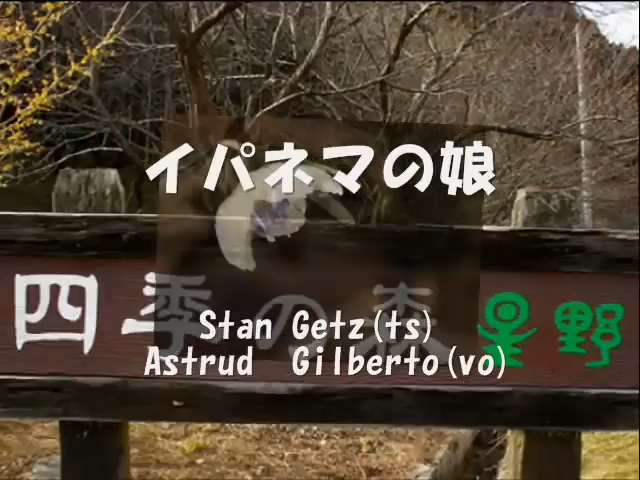 イパネマの娘
四季の森 星野
Stan Getz(ts)
Astrud Gilberto(vo)